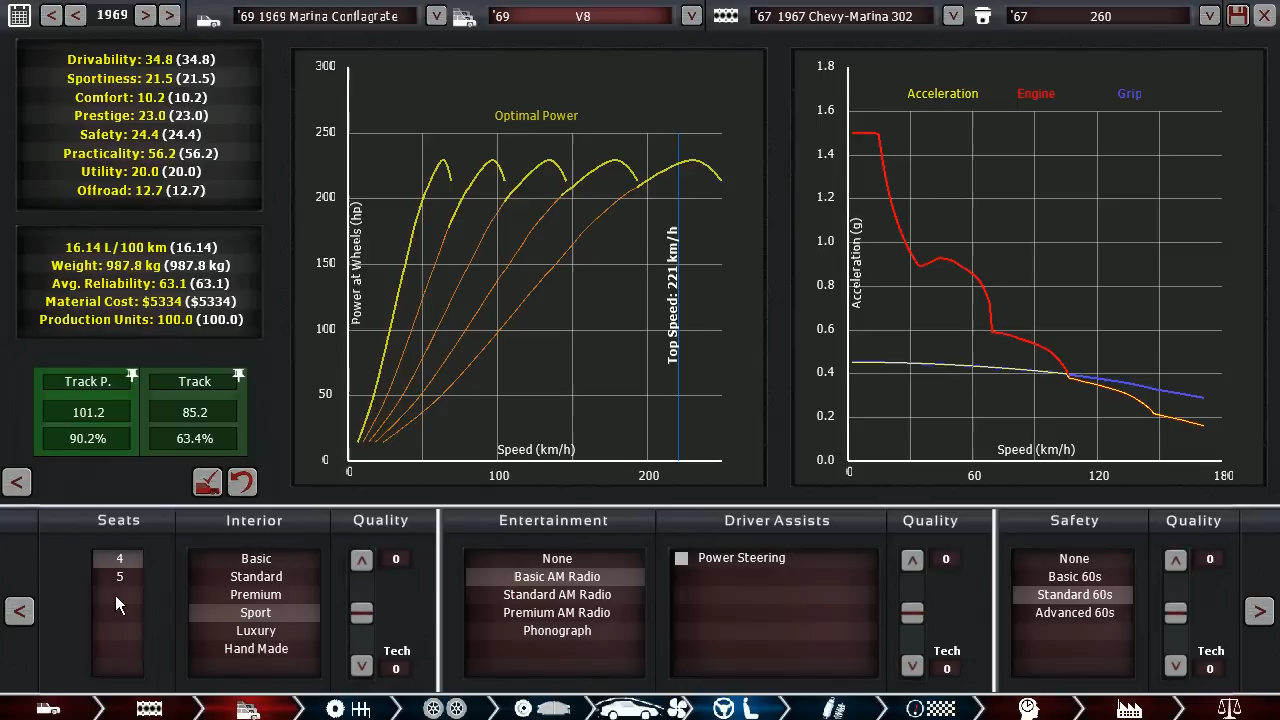 1969
'69 1969 Marina Conflagrate
'69 V8
'67 1967 Chevy-Marina 302
'67 260
Drivability: 34.8 (34.8)
Sportiness: 21.5 (21.5)
Comfort: 10.2 (10.2)
Prestige: 23.0 (23.0)
Safety: 24.4 (24.4)
Practicality: 56.2 (56.2)
Utility: 20.0 (20.0)
Offroad: 12.7 (12.7)
16.14 L/100 km (16.14)
Weight: 987.8 kg (987.8 kg)
Avg. Reliability: 63.1 (63.1)
Material Cost: $5334 ($5334)
Production Units: 100.0 (100.0)
Track P.
101.2
90.2%
Track
85.2
63.4%
Optimal Power
Power at Wheels (hp)
300
250
200
150
100
50
0
Top Speed: 221 km/h
Speed (km/h)
0
100
200
Acceleration
Engine
Grip
Acceleration (g)
1.8
1.6
1.4
1.2
1.0
0.8
0.6
0.4
0.2
0.0
Speed (km/h)
0
60
120
180
Seats
4
5
Interior
Basic
Standard
Premium
Sport
Luxury
Hand Made
Quality
0
Tech
0
Entertainment
None
Basic AM Radio
Standard AM Radio
Premium AM Radio
Phonograph
Driver Assists
Power Steering
Quality
0
Tech
0
Safety
None
Basic 60s
Standard 60s
Advanced 60s
Quality
0
Tech
0